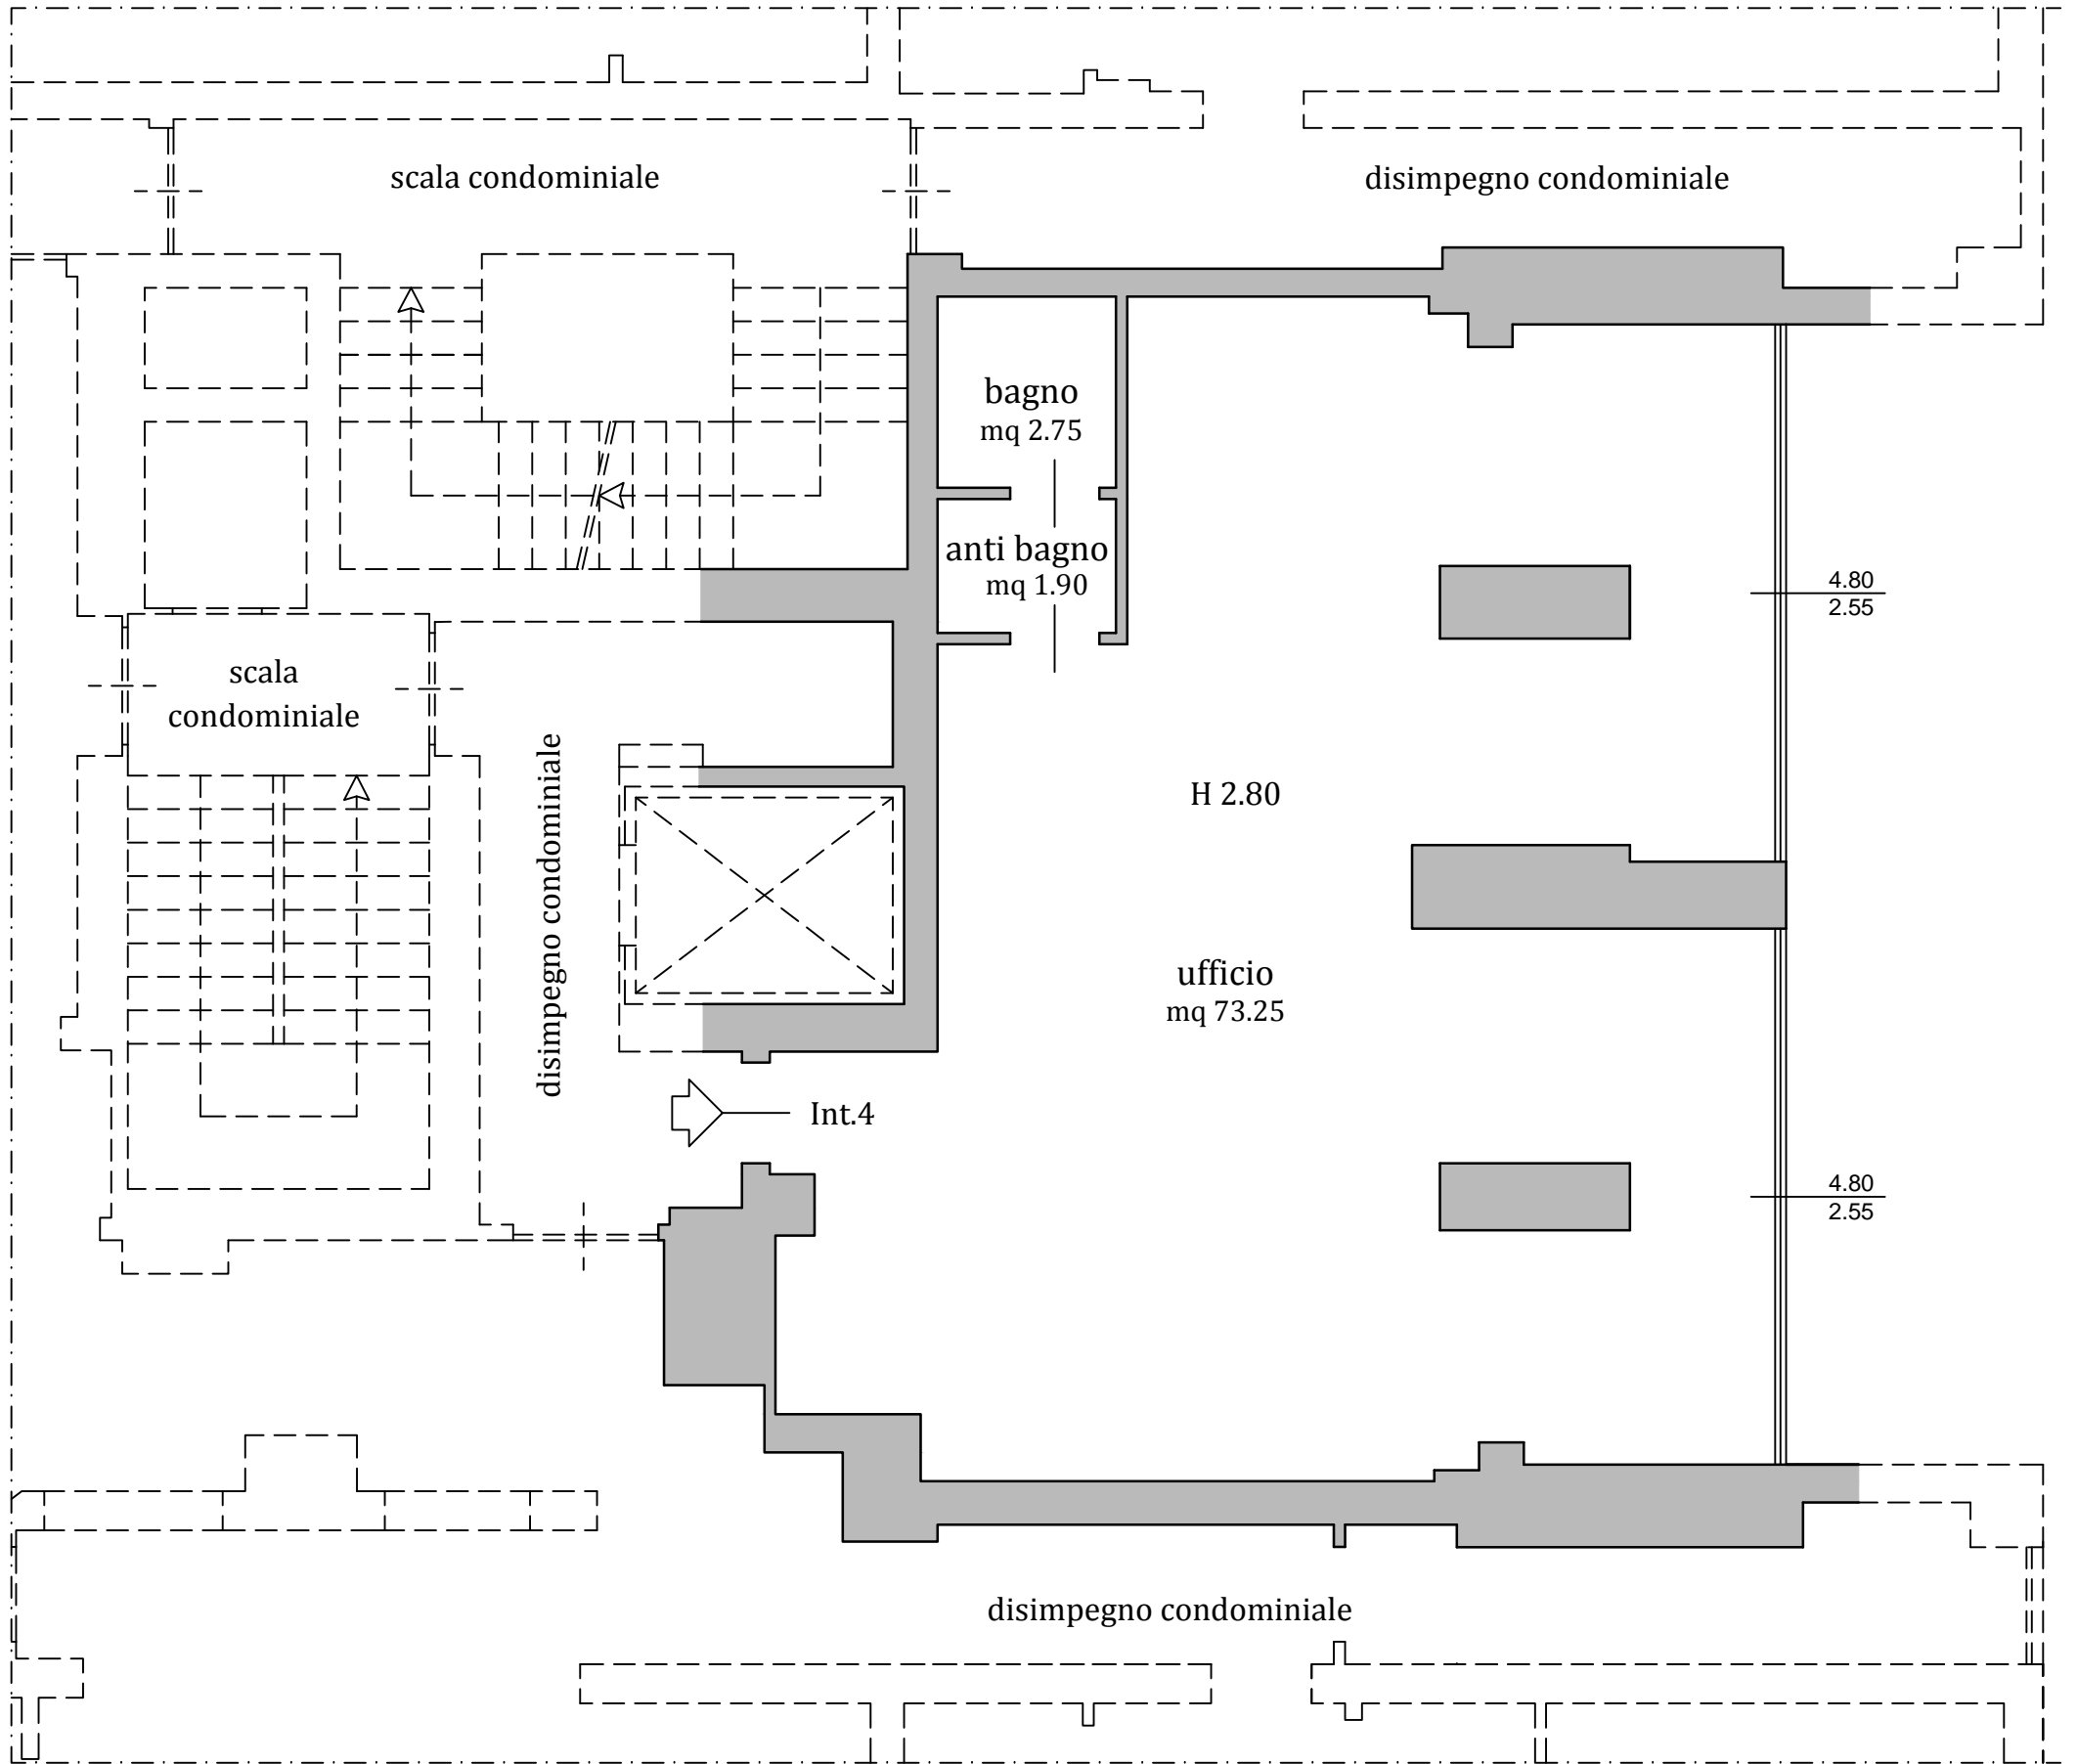 scala condominiale
disimpegno condominiale
bagno
mq 2.75
anti bagno
mq 1.90
4.80
2.55
scala
condominiale
disimpegno condominiale
H 2.80
ufficio
mq 73.25
Int.4
4.80
2.55
disimpegno condominiale